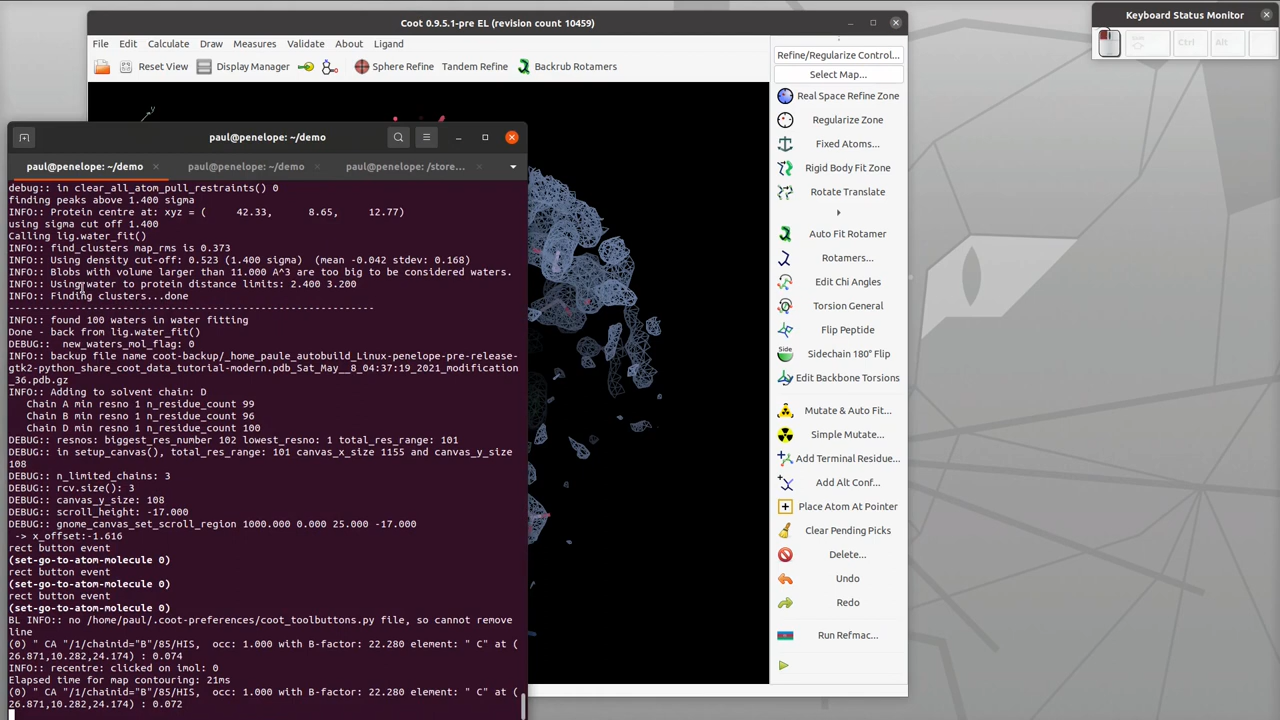 Coot 0.9.5.1-pre EL (revision count 10459)
Keyboard Status Monitor
File Edit Calculate Draw Measures Validate About Ligand
Reset View Display Manager Sphere Refine Tandem Refine Backrub Rotamers
Ctrl Alt
Refine/Regularize Control...
Select Map...
Real Space Refine Zone
Regularize Zone
Fixed Atoms...
Rigid Body Fit Zone
Rotate Translate
Auto Fit Rotamer
Rotamers...
Edit Chi Angles
Torsion General
Flip Peptide
Side
Sidechain 180° Flip
Edit Backbone Torsions
Mutate & Auto Fit...
Simple Mutate...
Add Terminal Residue...
Add Alt Conf...
Place Atom At Pointer
Clear Pending Picks
Delete...
Undo
Redo
Run Refmac...
y
paul@penelope: ~/demo
paul@penelope: ~/demo paul@penelope: ~/demo paul@penelope: /store...
debug:: in clear_all_atom_pull_restraints() 0
finding peaks above 1.400 sigma
INFO:: Protein centre at: xyz = ( 42.33, 8.65, 12.77)
using sigma cut off 1.400
Calling lig.water_fit()
INFO:: find_clusters map_rms is 0.373
INFO:: Using density cut-off: 0.523 (1.400 sigma) (mean -0.042 stdev: 0.168)
INFO:: Blobs with volume larger than 11.000 A^3 are too big to be considered waters.
INFO:: Using water to protein distance limits: 2.400 3.200
INFO:: Finding clusters...done
--------------------------------------------------------------
INFO:: found 100 waters in water fitting
Done - back from lig.water_fit()
DEBUG:: new_waters_mol_flag: 0
INFO:: backup file name coot-backup/_home_paule_autobuild_Linux-penelope-pre-release-
gtk2-python_share_coot_data_tutorial-modern.pdb_Sat_May__8_04:37:19_2021_modification
_36.pdb.gz
INFO:: Adding to solvent chain: D
Chain A min resno 1 n_residue_count 99
Chain B min resno 1 n_residue_count 96
Chain D min resno 1 n_residue_count 100
DEBUG:: resnos: biggest_res_number 102 lowest_resno: 1 total_res_range: 101
DEBUG:: in setup_canvas(), total_res_range: 101 canvas_x_size 1155 and canvas_y_size
108
DEBUG:: n_limited_chains: 3
DEBUG:: rcv.size(): 3
DEBUG:: canvas_y_size: 108
DEBUG:: scroll_height: -17.000
DEBUG:: gnome_canvas_set_scroll_region 1000.000 0.000 25.000 -17.000
-> x_offset:-1.616
rect button event
(set-go-to-atom-molecule 0)
rect button event
(set-go-to-atom-molecule 0)
rect button event
(set-go-to-atom-molecule 0)
BL INFO:: no /home/paul/.coot-preferences/coot_toolbuttons.py file, so cannot remove
line
(0) " CA "/1/chainid="B"/85/HIS, occ: 1.000 with B-factor: 22.280 element: " C" at (
26.871,10.282,24.174) : 0.074
INFO:: recentre: clicked on imol: 0
Elapsed time for map contouring: 21ms
(0) " CA "/1/chainid="B"/85/HIS, occ: 1.000 with B-factor: 22.280 element: " C" at (
26.871,10.282,24.174) : 0.072